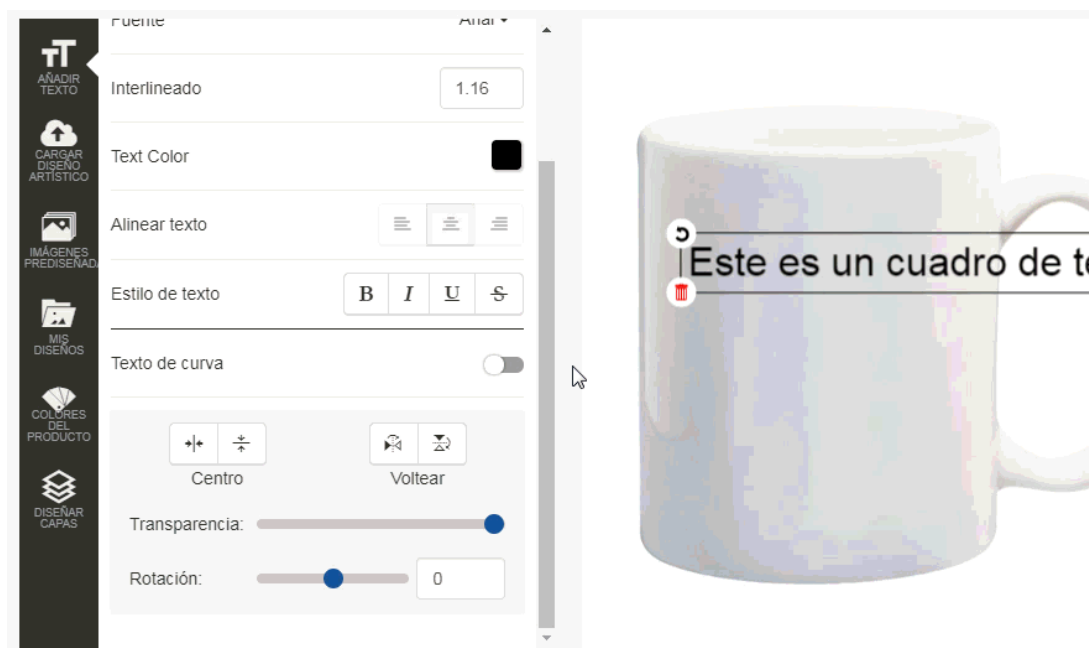 AÑADIR
TEXTO
CARGAR
DISEÑO
ARTÍSTICO
IMÁGENES
PREDISEÑAD
MIS
DISEÑOS
COLORES
DEL
PRODUCTO
DISEÑAR
CAPAS
Fuente Arial
Interlineado 1.16
Text Color
Alinear texto
Estilo de texto B I U S
Texto de curva
Centro Voltear
Transparencia:
Rotación: 0
Este es un cuadro de te